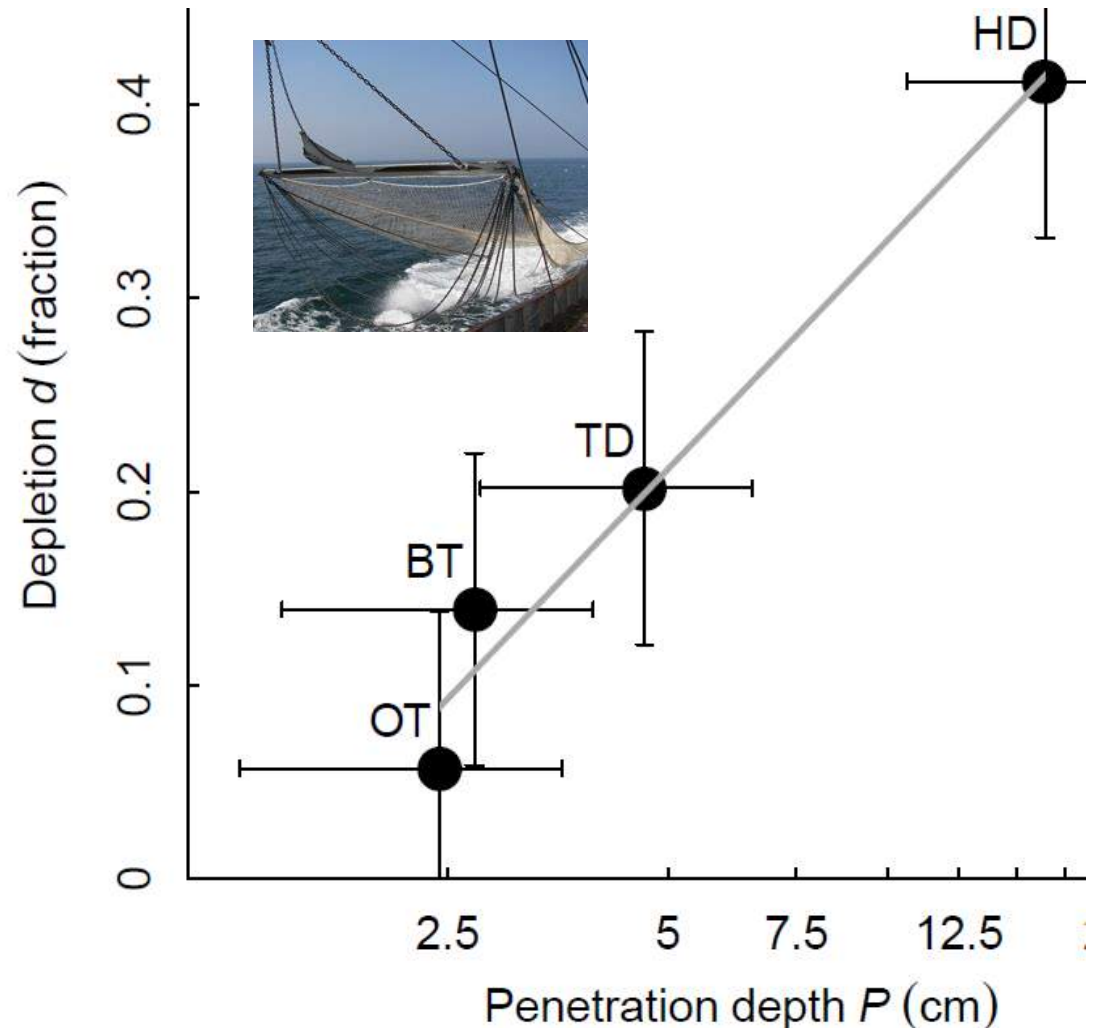 HD
0.4
0.3
TD
0.2
BT
0.1
OT
0
Depletion d (fraction)
2.5 5 7.5 12.5
Penetration depth P (cm)